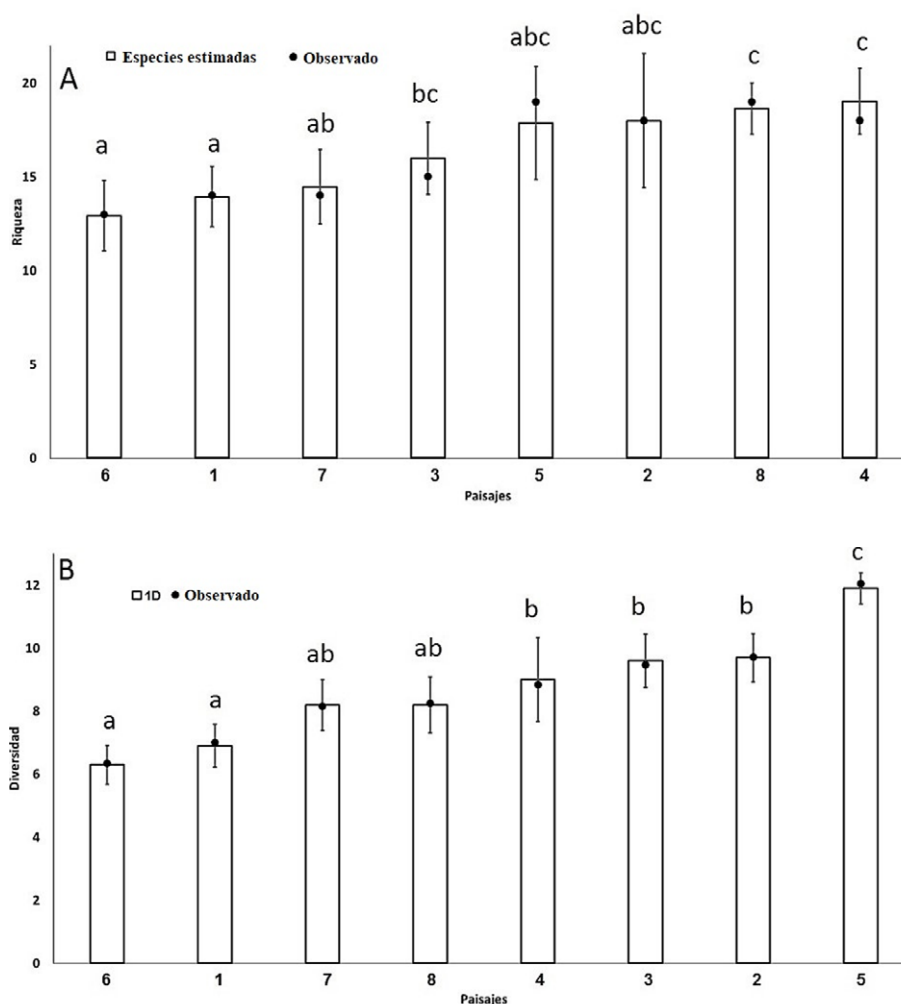 A
Especies estimadas Observado
a a ab bc abc abc c c
Riqueza
20
15
10
5
0
6 1 7 3 5 2 8 4
Paisajes
B
1D Observado
a a ab ab b b b c
Diversidad
12
10
8
6
4
2
0
6 1 7 8 4 3 2 5
Paisajes